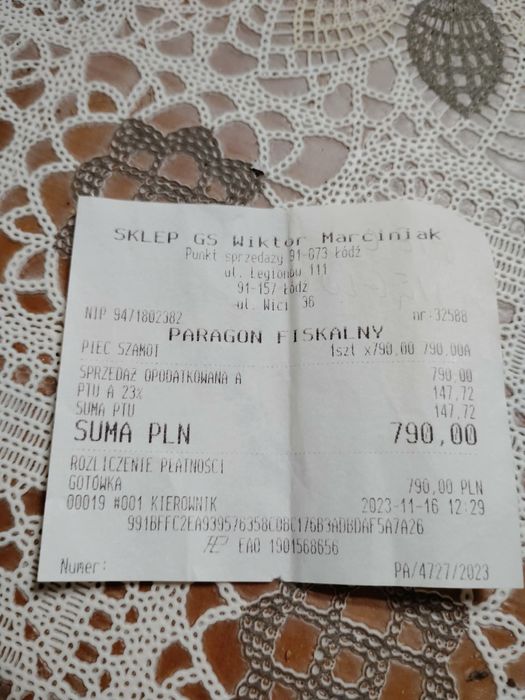 SKLEP GS Wiktor Marciniak
Punkt sprzedaży 91-073 Łódź
ul. Legionów 111
91-157 Łódź
ul. Wici 36
NIP 9471802382 nr:32588
PARAGON FISKALNY
PIEC SZAMOT 1szt x790,00 790,00A
SPRZEDAŻ OPODATKOWANA A 790,00
PTU A 23% 147,72
SUMA PTU 147,72
SUMA PLN 790,00
ROZLICZENIE PŁATNOŚCI
GOTÓWKA 790,00 PLN
00019 #001 KIEROWNIK 2023-11-16 12:29
991BFFC2EA939576358C08C176B3ADBDAF5A7A26
EAO 1901568656
Numer: PA/4727/2023